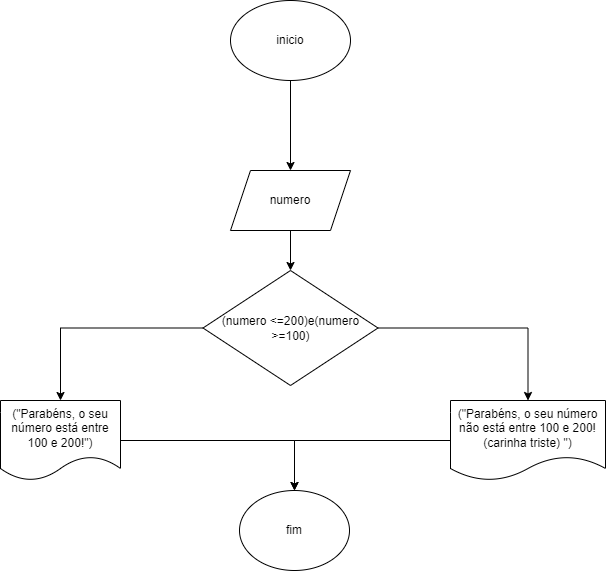 inicio
numero
(numero <=200)e(numero
>=100)
("Parabéns, o seu
número está entre
100 e 200!")
("Parabéns, o seu número
não está entre 100 e 200!
(carinha triste) ")
fim